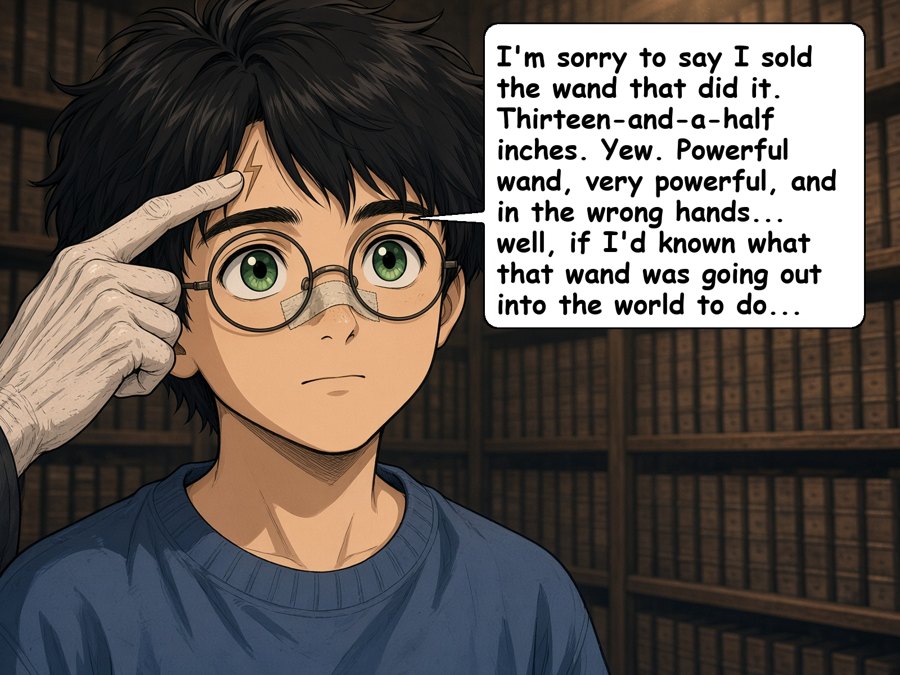 I'm sorry to say I sold
the wand that did it.
Thirteen-and-a-half
inches. Yew. Powerful
wand, very powerful, and
in the wrong hands...
well, if I'd known what
that wand was going out
into the world to do...